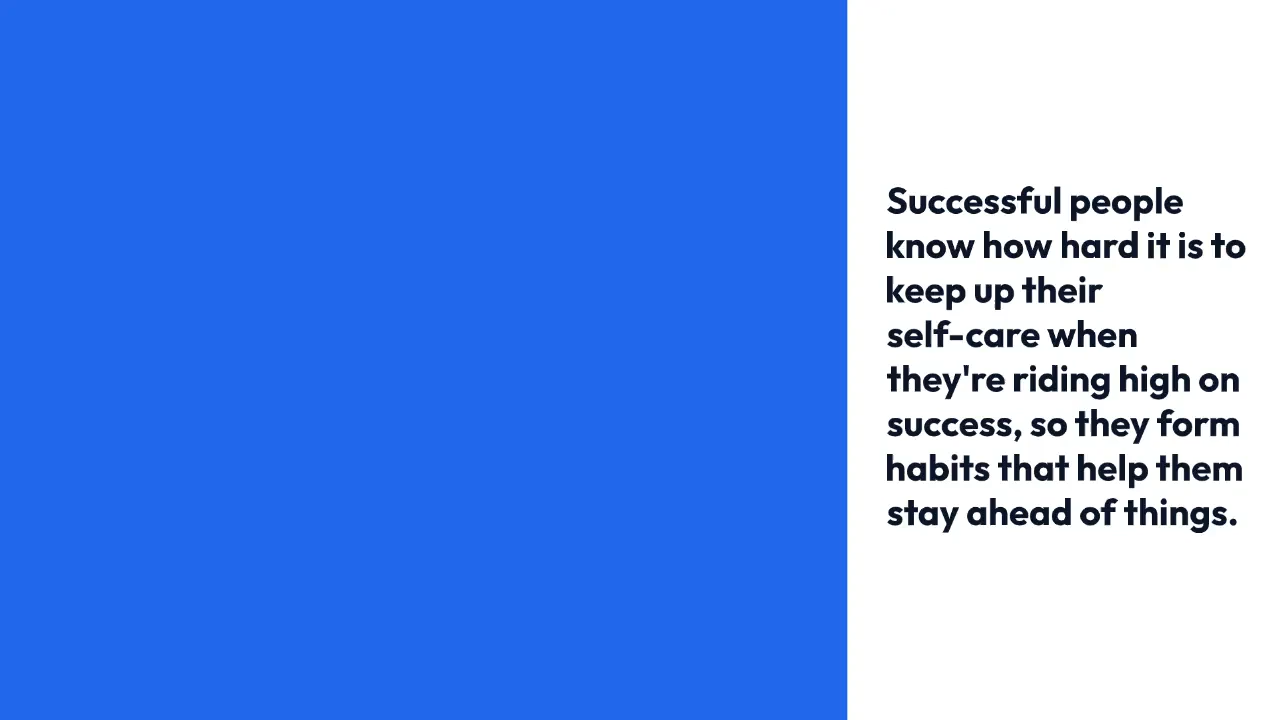 Successful people
know how hard it is to
keep up their
self-care when
they're riding high on
success, so they form
habits that help them
stay ahead of things.